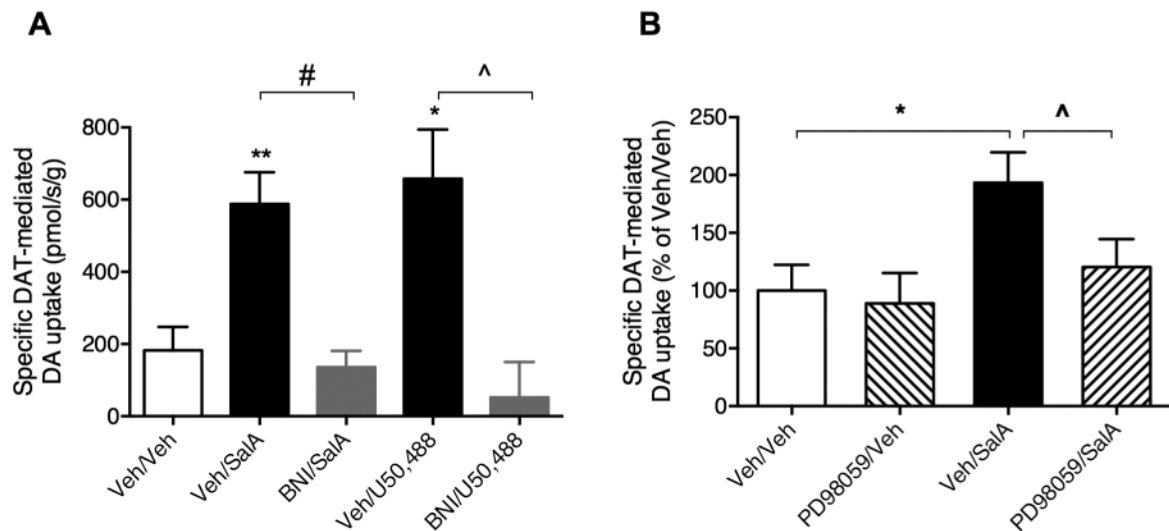 A
#
^
**
*
800
600
400
200
0
Specific DAT-mediated
DA uptake (pmol/s/g)
Veh/Veh
Veh/SalA
BNI/SalA
Veh/U50,488
BNI/U50,488
B
*
^
250
200
150
100
50
0
Specific DAT-mediated
DA uptake (% of Veh/Veh)
Veh/Veh
PD98059/Veh
Veh/SalA
PD98059/SalA